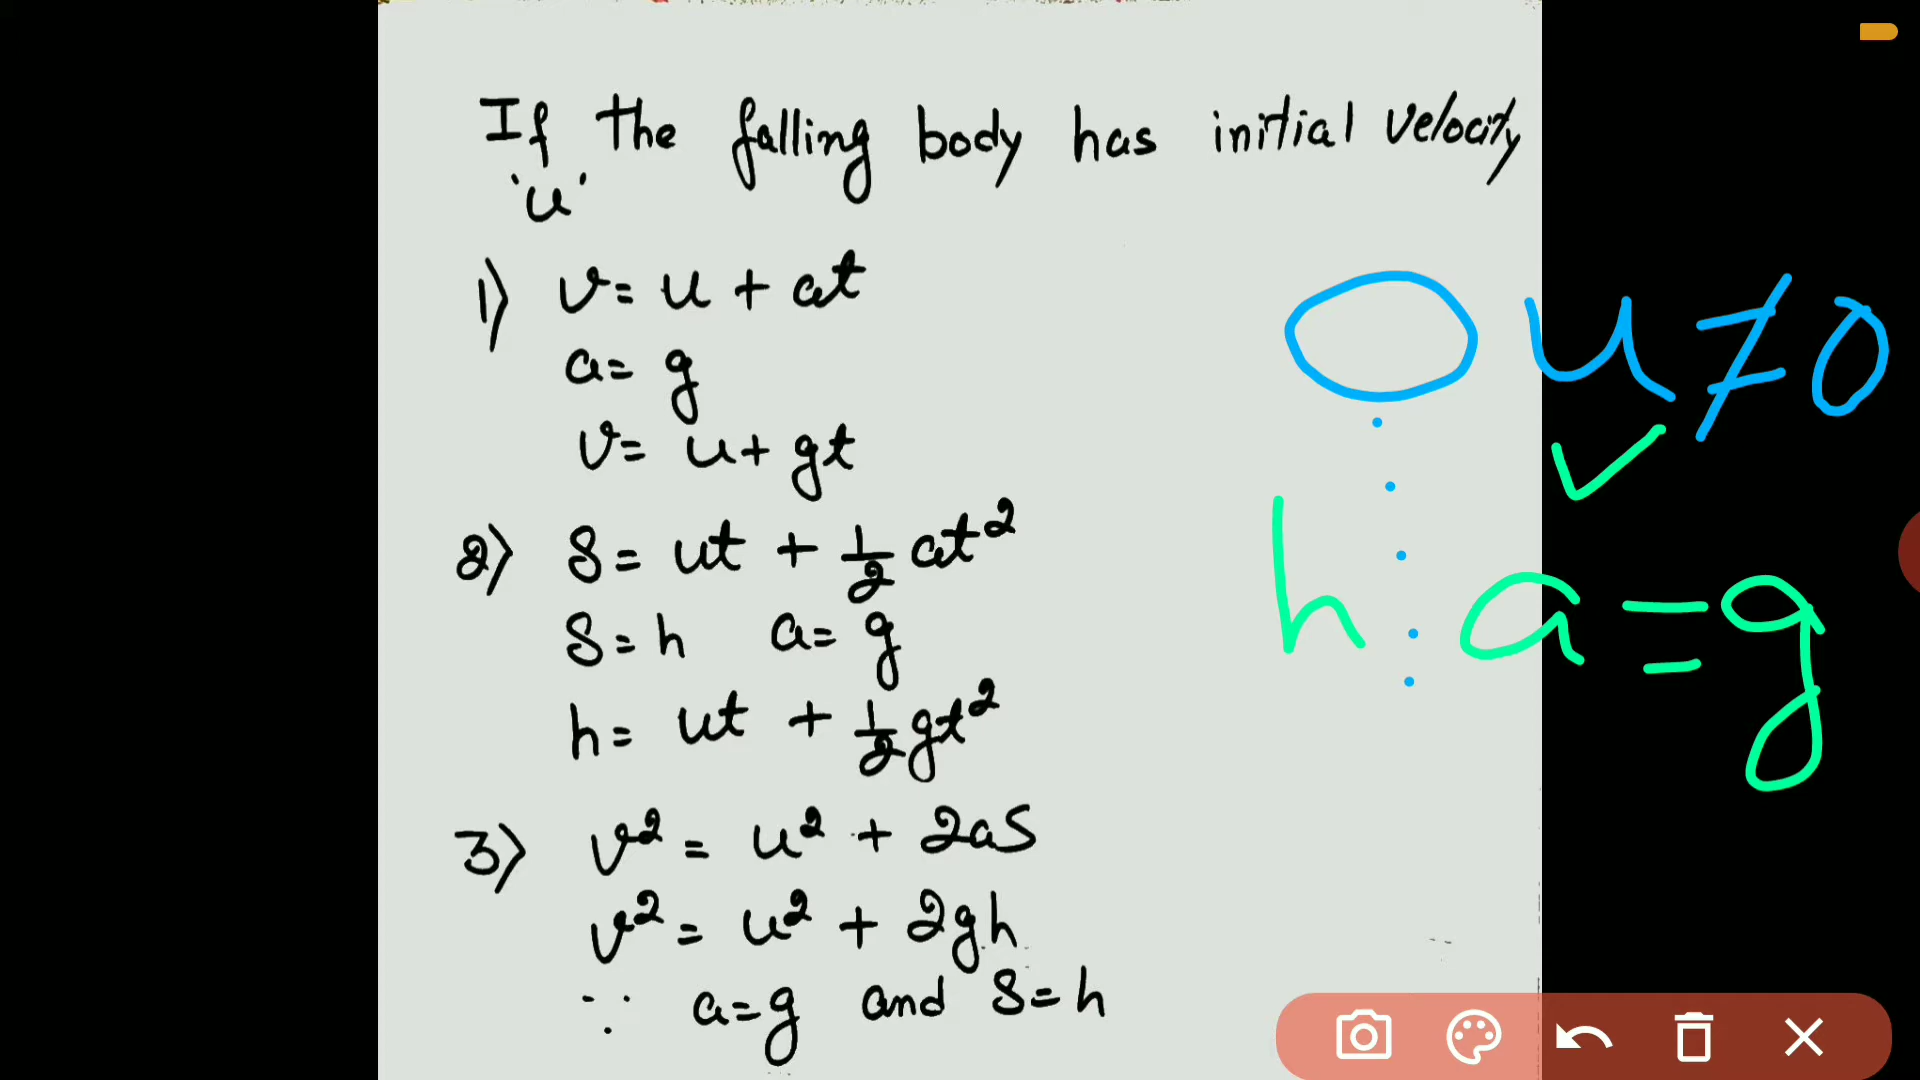 If the falling body has initial velocity
'u'
1) v = u + at
a = g
v = u + gt
2) S = ut + 1/2 at²
S = h a = g
h = ut + 1/2 gt²
3) v² = u² + 2aS
v² = u² + 2gh
∵ a = g and S = h
u ≠ 0
✓
h a = g